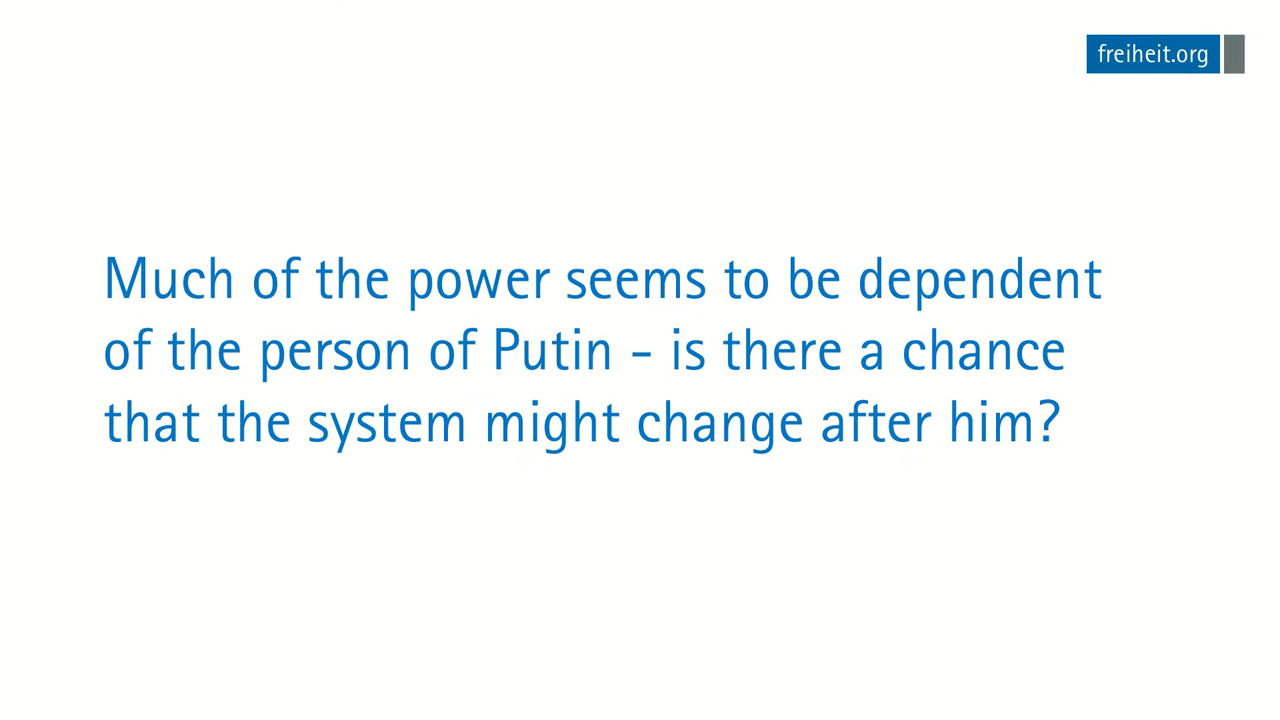 freiheit.org
Much of the power seems to be dependent
of the person of Putin - is there a chance
that the system might change after him?